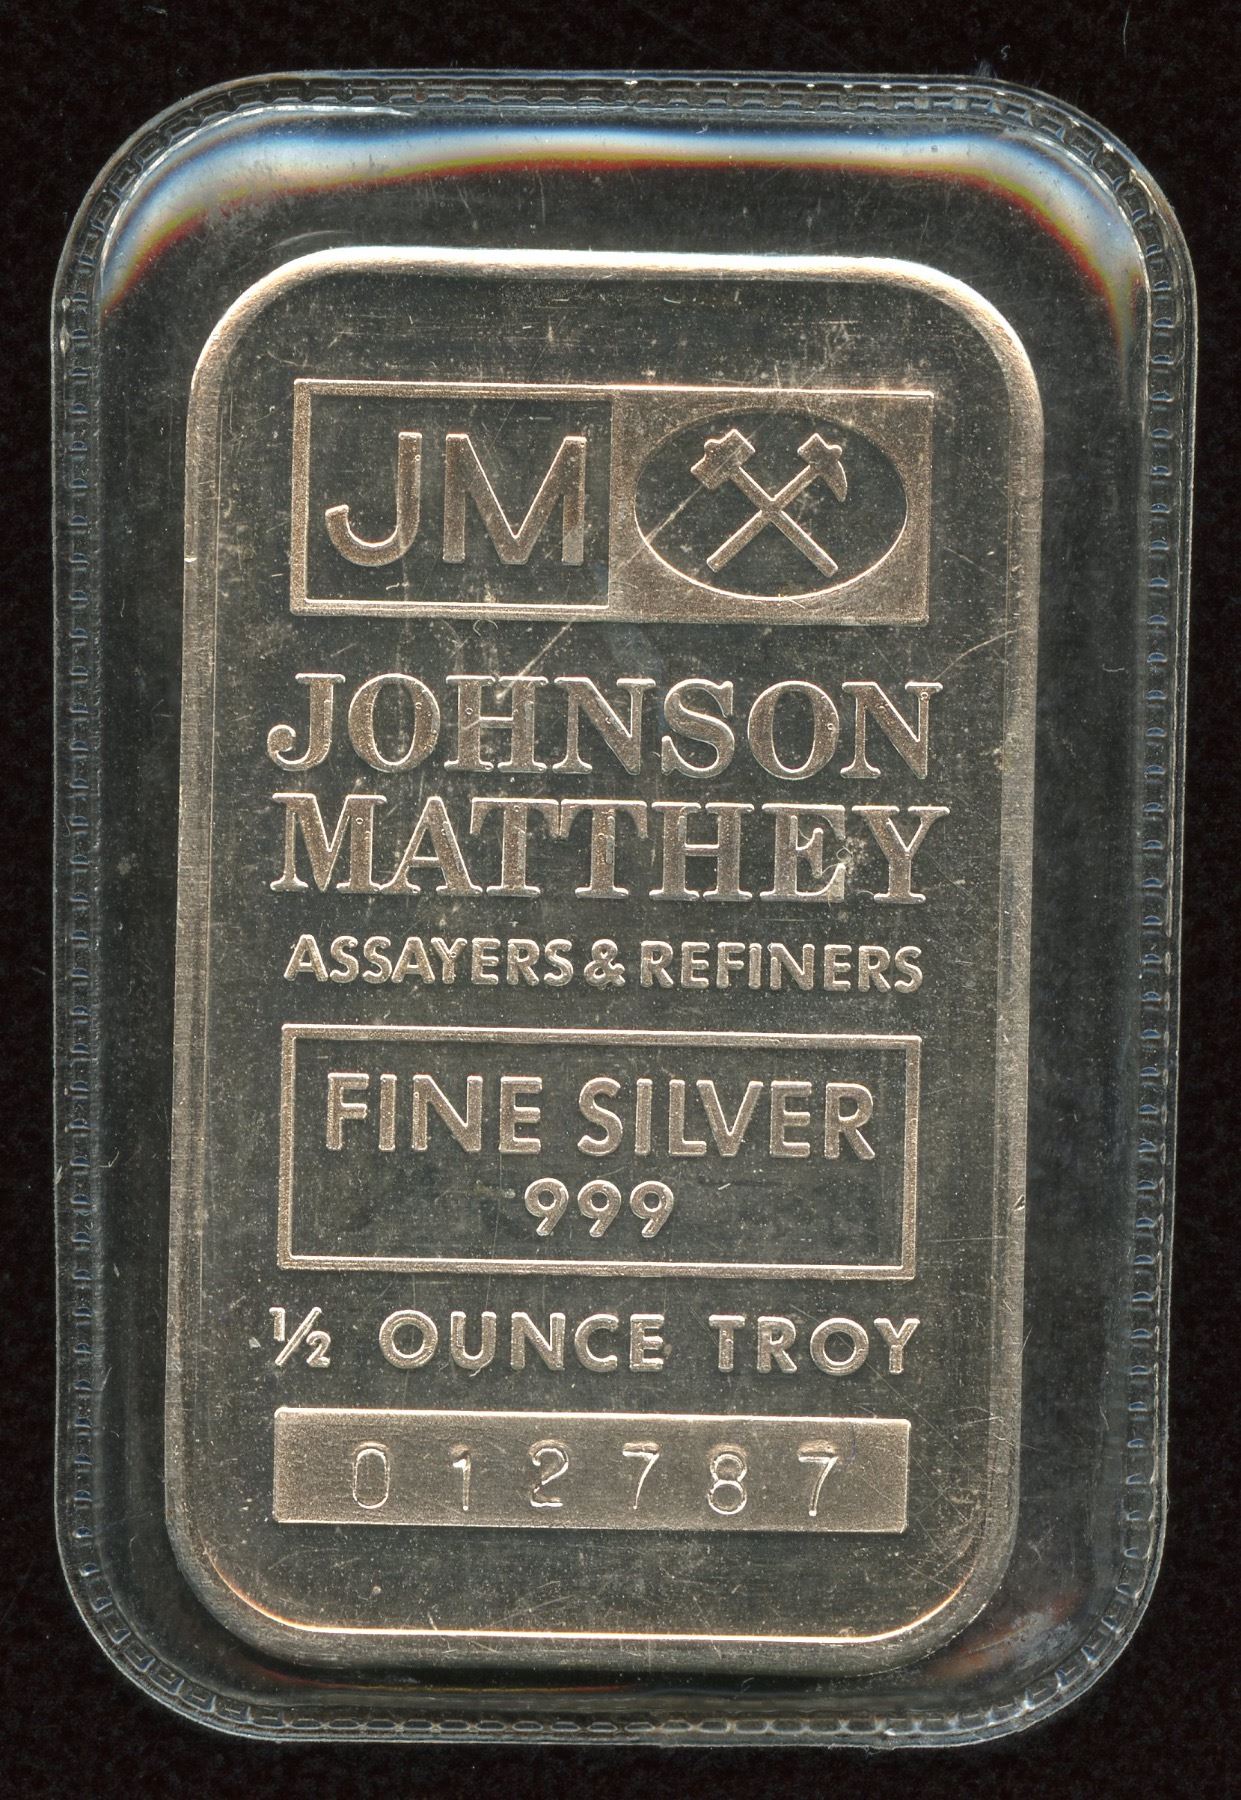 JM
JOHNSON
MATTHEY
ASSAYERS & REFINERS
FINE SILVER
999
½ OUNCE TROY
012787